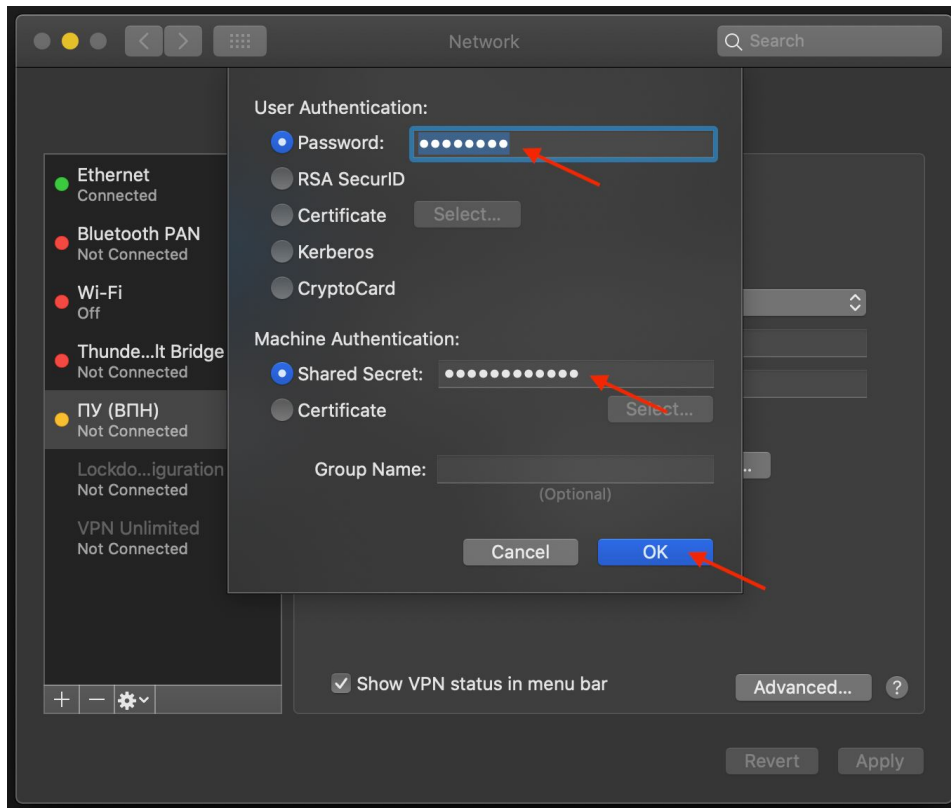 Network
Search
User Authentication:
Password: ••••••••
RSA SecurID
Certificate Select...
Kerberos
CryptoCard
Machine Authentication:
Shared Secret: ••••••••••••
Certificate Select...
Group Name:
(Optional)
Cancel OK
Ethernet
Connected
Bluetooth PAN
Not Connected
Wi-Fi
Off
Thunde...lt Bridge
Not Connected
ПУ (ВПН)
Not Connected
Lockdo...iguration
Not Connected
VPN Unlimited
Not Connected
..
Show VPN status in menu bar
Advanced... ?
Revert Apply